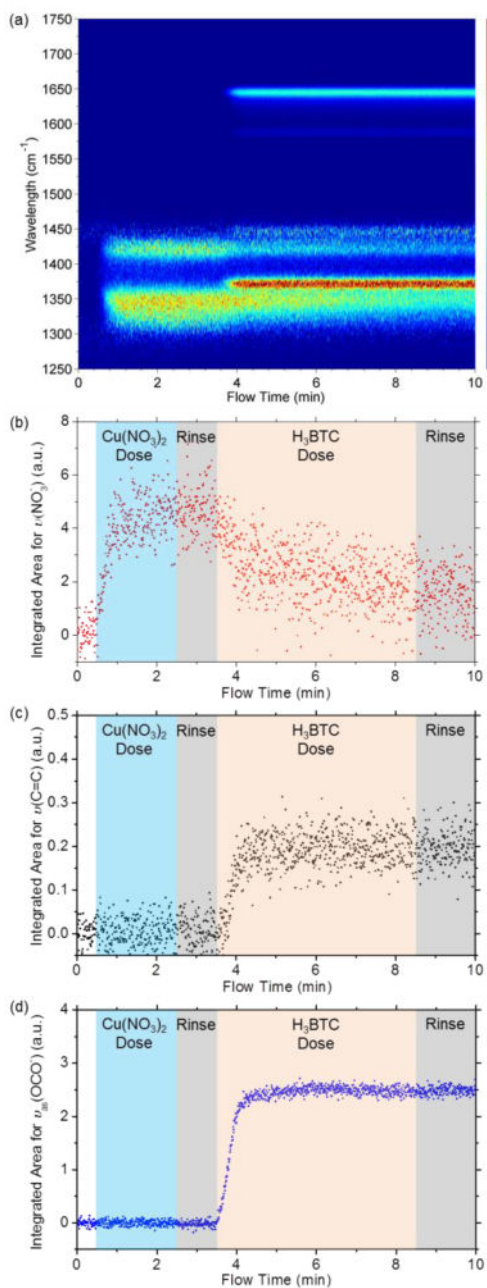 (a)
1750
1700
1650
1600
1550
1500
1450
1400
1350
1300
1250
Wavelength (cm⁻¹)
0 2 4 6 8 10
Flow Time (min)
(b)
Cu(NO₃)₂ Rinse H₃BTC Rinse
Dose Dose
8
6
4
2
0
Integrated Area for υ(NO₃⁻) (a.u.)
0 2 4 6 8 10
Flow Time (min)
(c)
Cu(NO₃)₂ Rinse H₃BTC Rinse
Dose Dose
0.5
0.4
0.3
0.2
0.1
0.0
Integrated Area for υ(C=C) (a.u.)
0 2 4 6 8 10
Flow Time (min)
(d)
Cu(NO₃)₂ Rinse H₃BTC Rinse
Dose Dose
4
3
2
1
0
Integrated Area for υₐₛ(OCO⁻) (a.u.)
0 2 4 6 8 10
Flow Time (min)